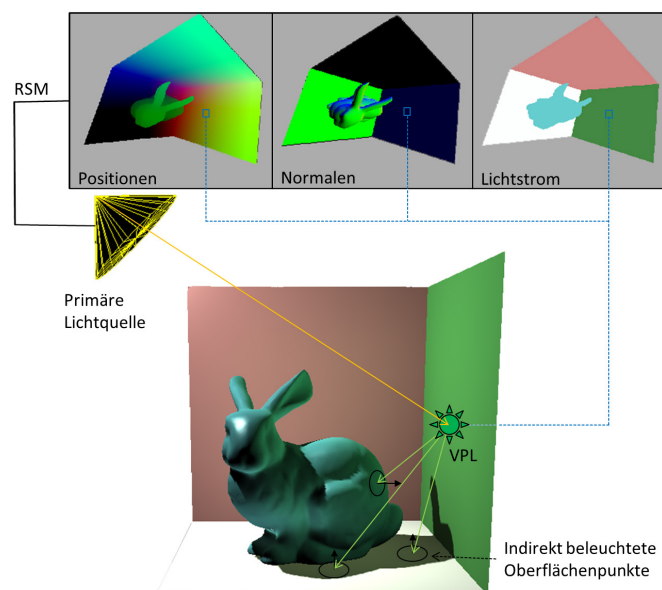 RSM
Positionen
Normalen
Lichtstrom
Primäre
Lichtquelle
VPL
Indirekt beleuchtete
Oberflächenpunkte